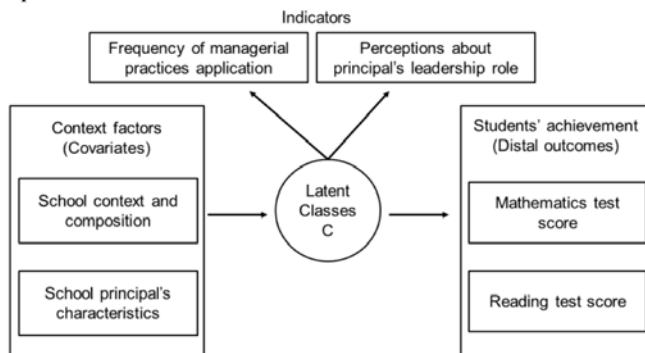 Indicators
Frequency of managerial
practices application
Perceptions about
principal's leadership role
Context factors
(Covariates)
School context and
composition
School principal's
characteristics
Latent
Classes
C
Students' achievement
(Distal outcomes)
Mathematics test
score
Reading test score